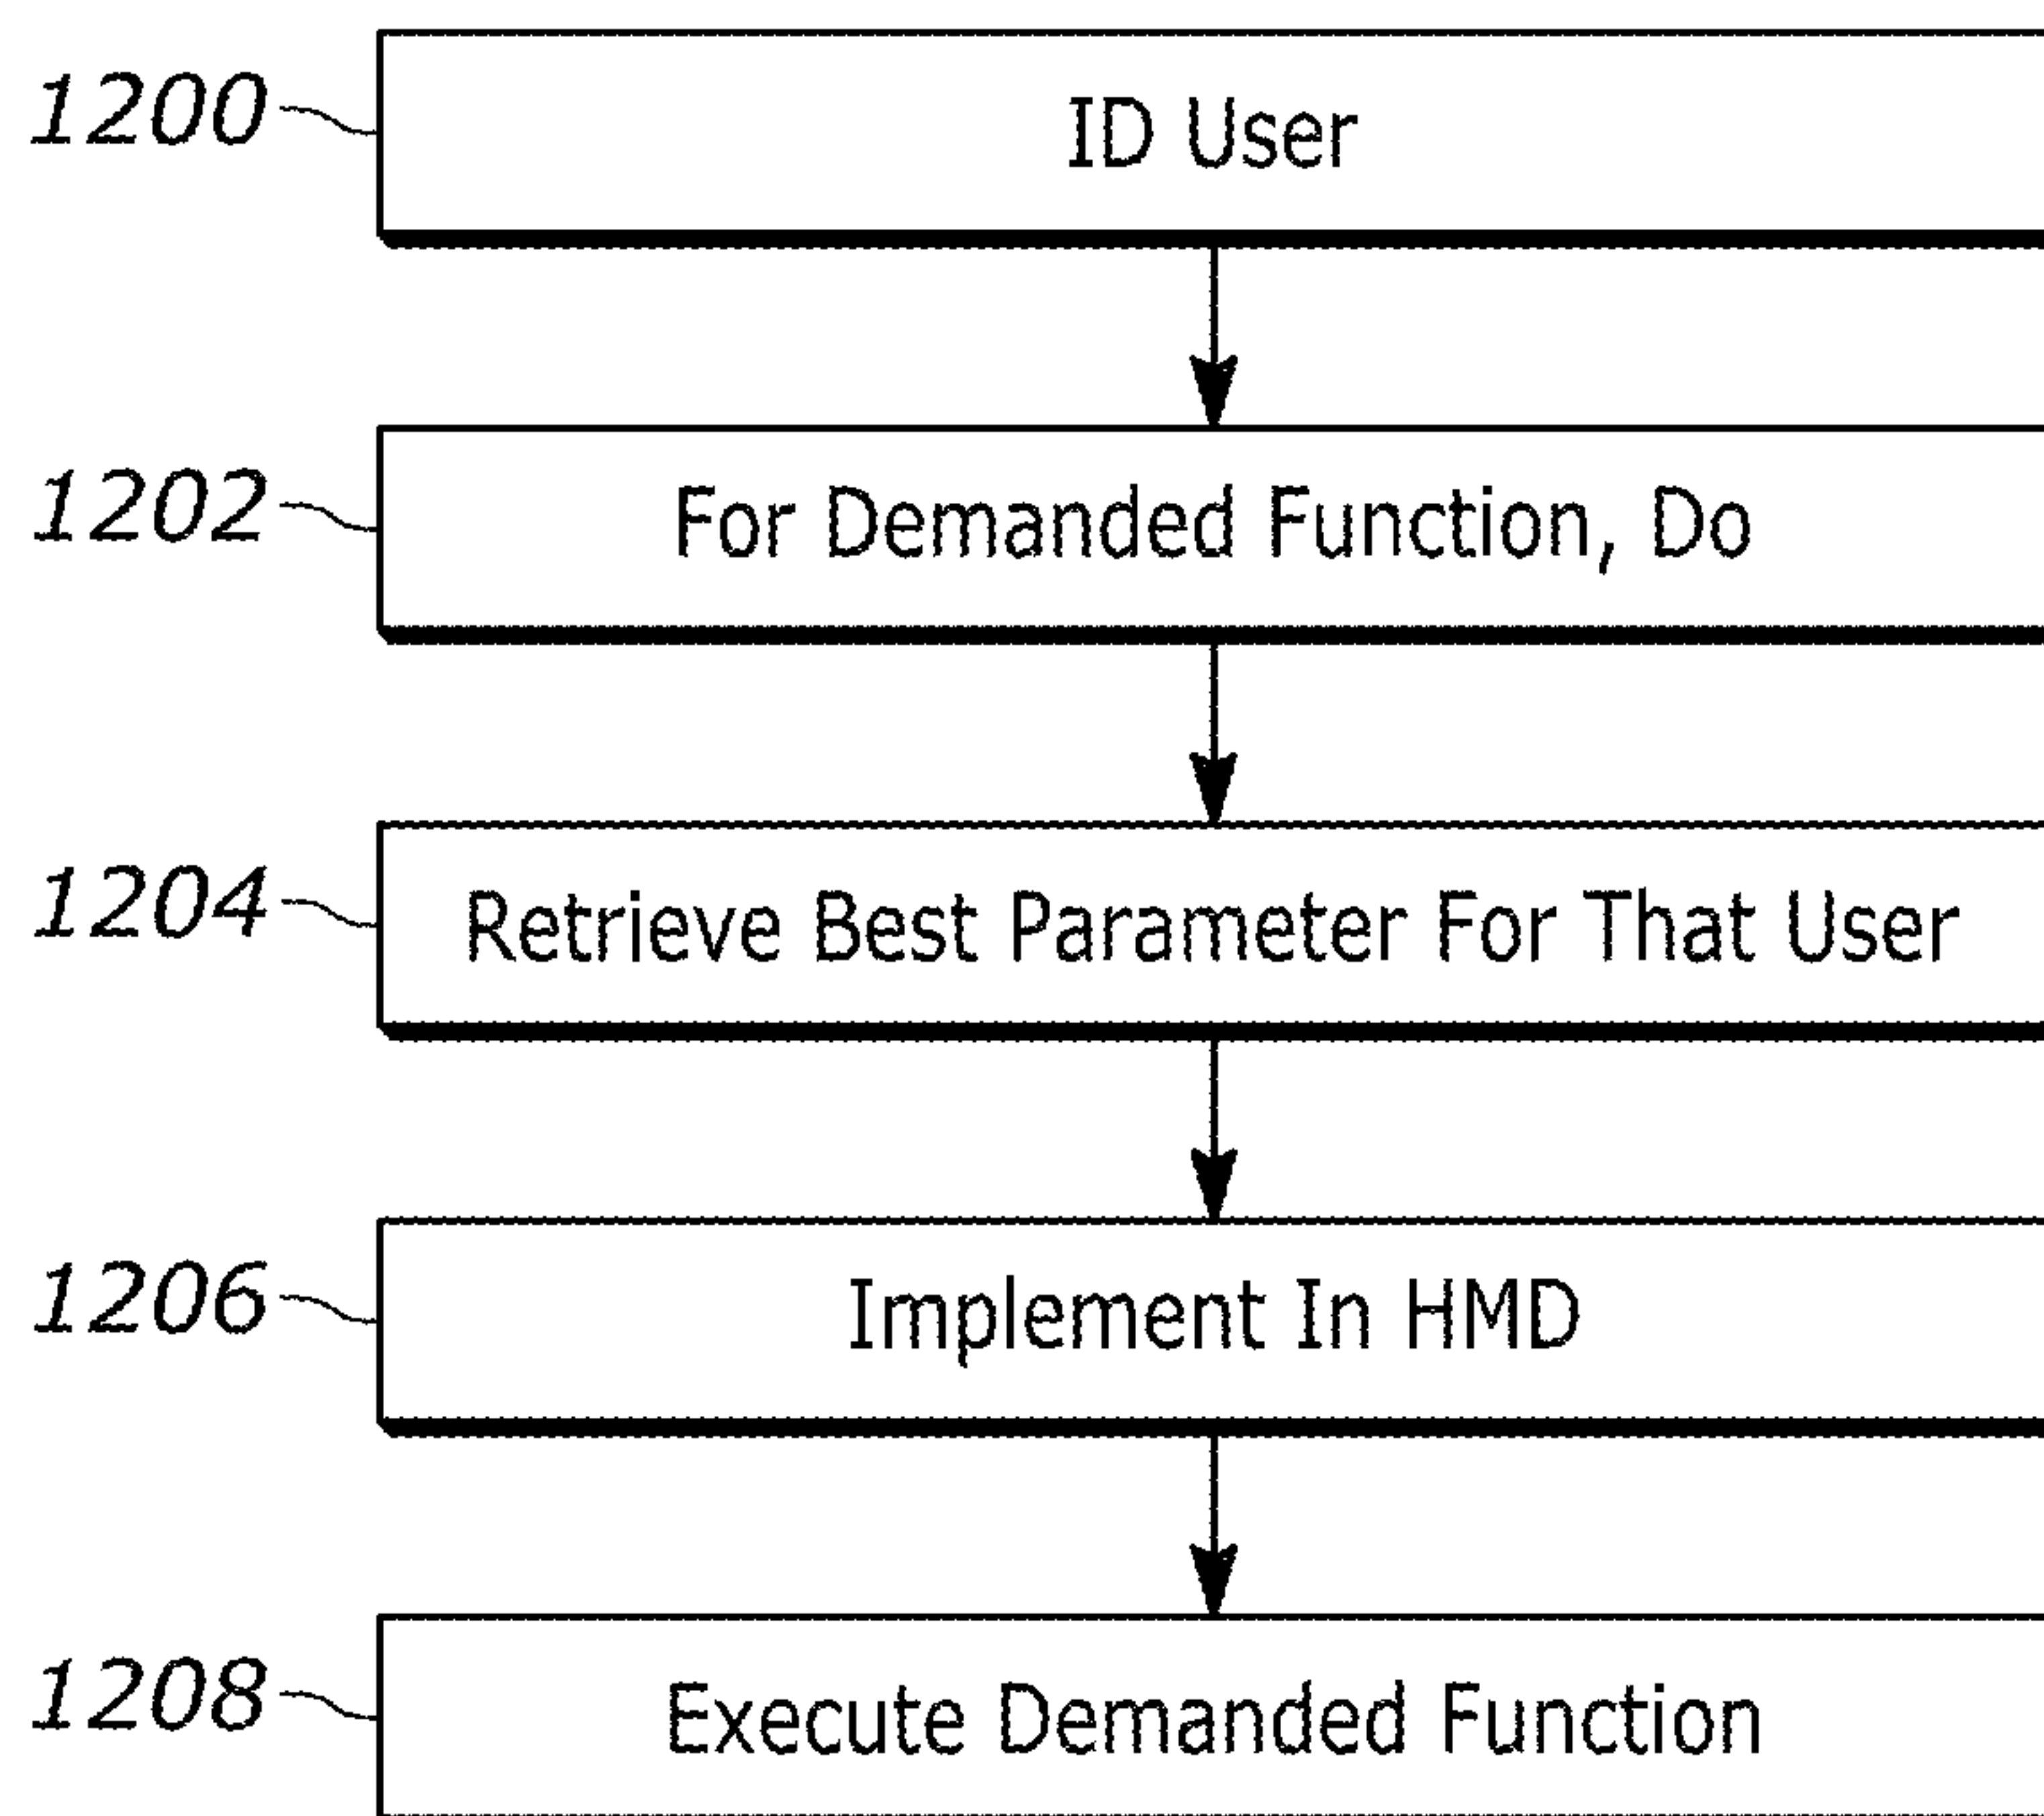 1200
ID User
1202
For Demanded Function, Do
1204
Retrieve Best Parameter For That User
1206
Implement In HMD
1208
Execute Demanded Function